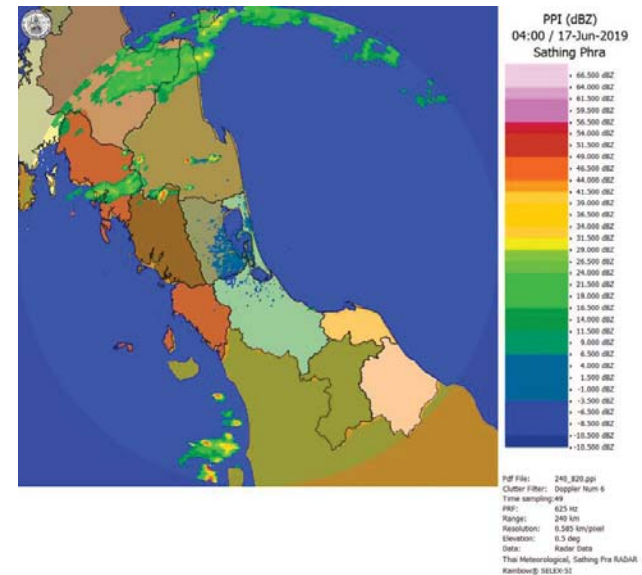 PPI (dBZ)
04:00 / 17-Jun-2019
Sathing Phra
66.500 dBZ
64.000 dBZ
61.500 dBZ
59.500 dBZ
56.500 dBZ
54.000 dBZ
51.500 dBZ
49.000 dBZ
46.500 dBZ
44.000 dBZ
41.500 dBZ
39.000 dBZ
36.500 dBZ
34.000 dBZ
31.500 dBZ
29.000 dBZ
26.500 dBZ
24.000 dBZ
21.500 dBZ
19.000 dBZ
16.500 dBZ
14.000 dBZ
11.500 dBZ
9.000 dBZ
6.500 dBZ
4.000 dBZ
1.500 dBZ
-1.000 dBZ
-3.500 dBZ
-6.500 dBZ
-8.500 dBZ
-10.500 dBZ
-10.500 dBZ
Pdf File: 240_820.ppi
Clutter Filter: Doppler Num 6
Time sampling:49
PRF: 625 Hz
Range: 240 km
Resolution: 0.585 km/pixel
Elevation: 0.5 deg
Data: Radar Data
Thai Meteorological, Sathing Pra RADAR
Rainbow® SELEX-SI